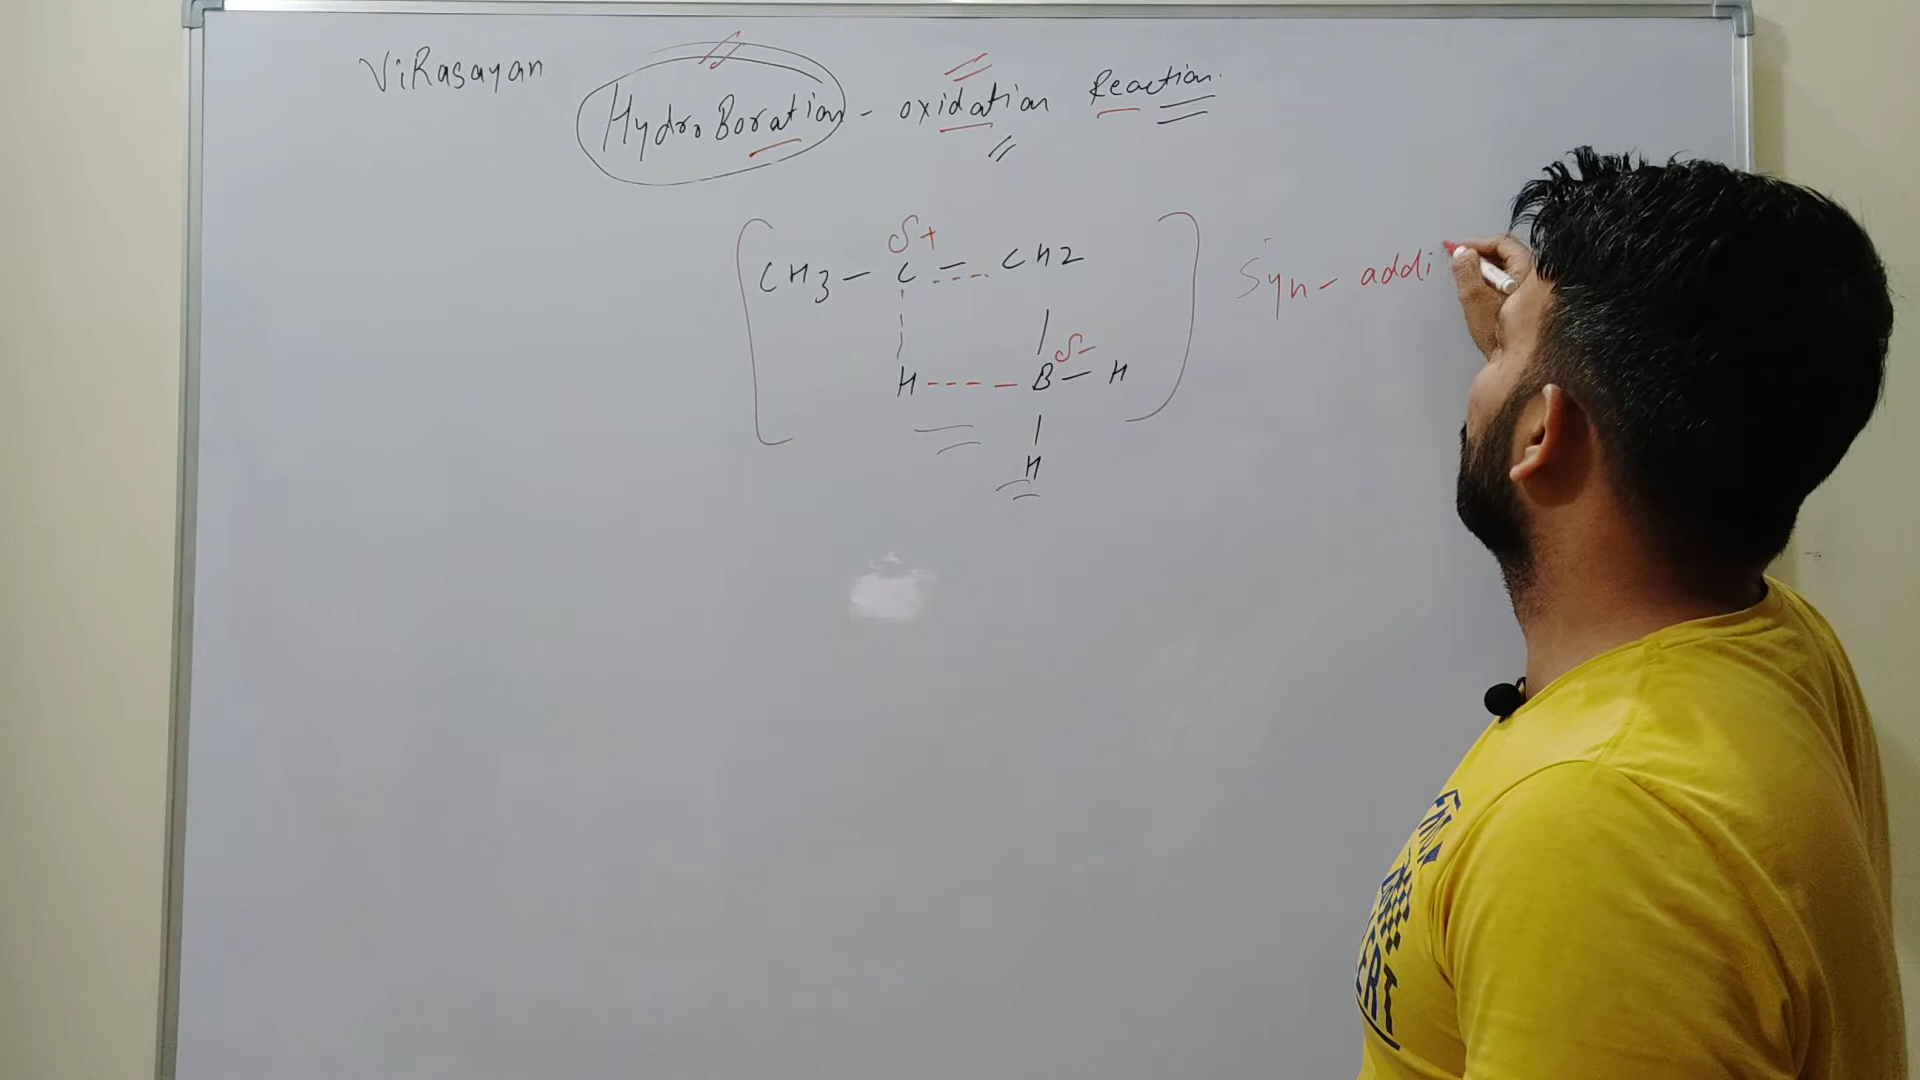 ViRasayan
HydroBoration - oxidation Reaction.
δ+
CH3 - C = CH2
Syn - addi
δ-
H ---- B - H
H